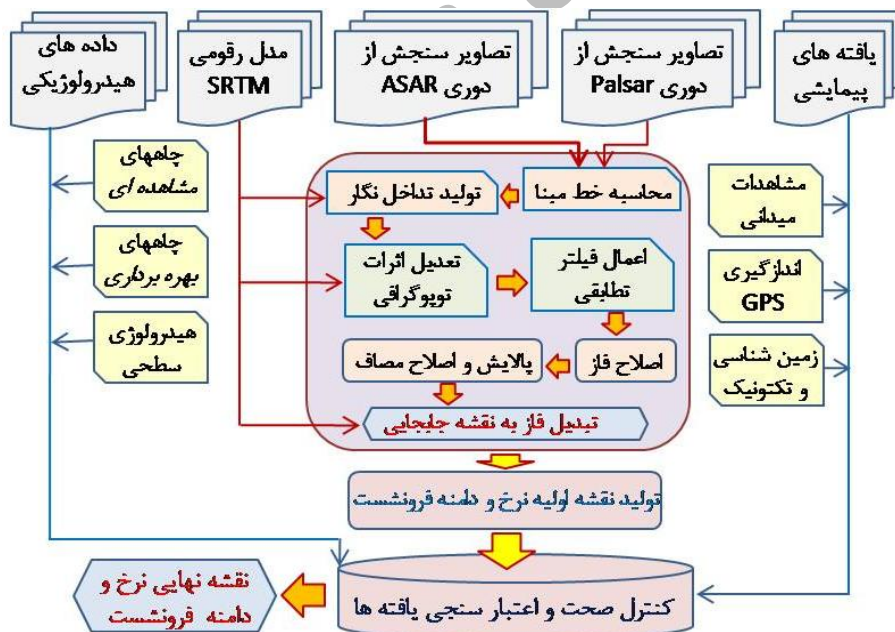 داده های
هیدرولوژیکی
مدل رقومی
SRTM
تصاویر سنجش از
دوری ASAR
تصاویر سنجش از
دوری Palsar
یافته های
پیمایشی
چاههای
مشاهده ای
چاههای
بهره برداری
هیدرولوژی
سطحی
محاسبه خط مبنا
تولید تداخل نگار
تعدیل اثرات
توپوگرافی
اعمال فیلتر
تطابقی
اصلاح فاز
پالایش و اصلاح مصاف
تبدیل فاز به نقشه جابجایی
مشاهدات
میدانی
اندازگیری
GPS
زمین شناسی
و تکتونیک
تولید نقشه اولیه نرخ و دامنه فرونشست
کنترل صحت و اعتبار سنجی یافته ها
نقشه نهایی نرخ و
دامنه فرونشست